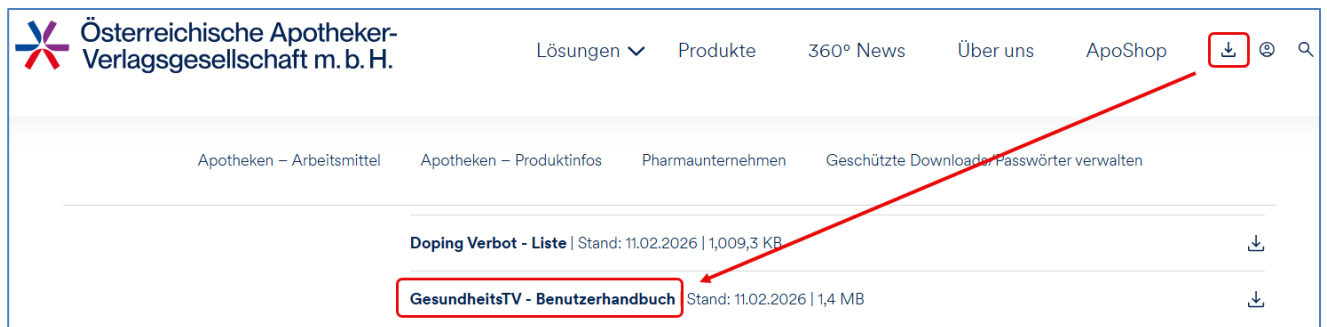 Österreichische Apotheker-
Verlagsgesellschaft m. b. H.
Lösungen Produkte 360° News Über uns ApoShop
Apotheken – Arbeitsmittel Apotheken – Produktinfos Pharmaunternehmen Geschützte Downloads/Passwörter verwalten
Doping Verbot - Liste | Stand: 11.02.2026 | 1,009,3 KB
GesundheitsTV - Benutzerhandbuch | Stand: 11.02.2026 | 1,4 MB